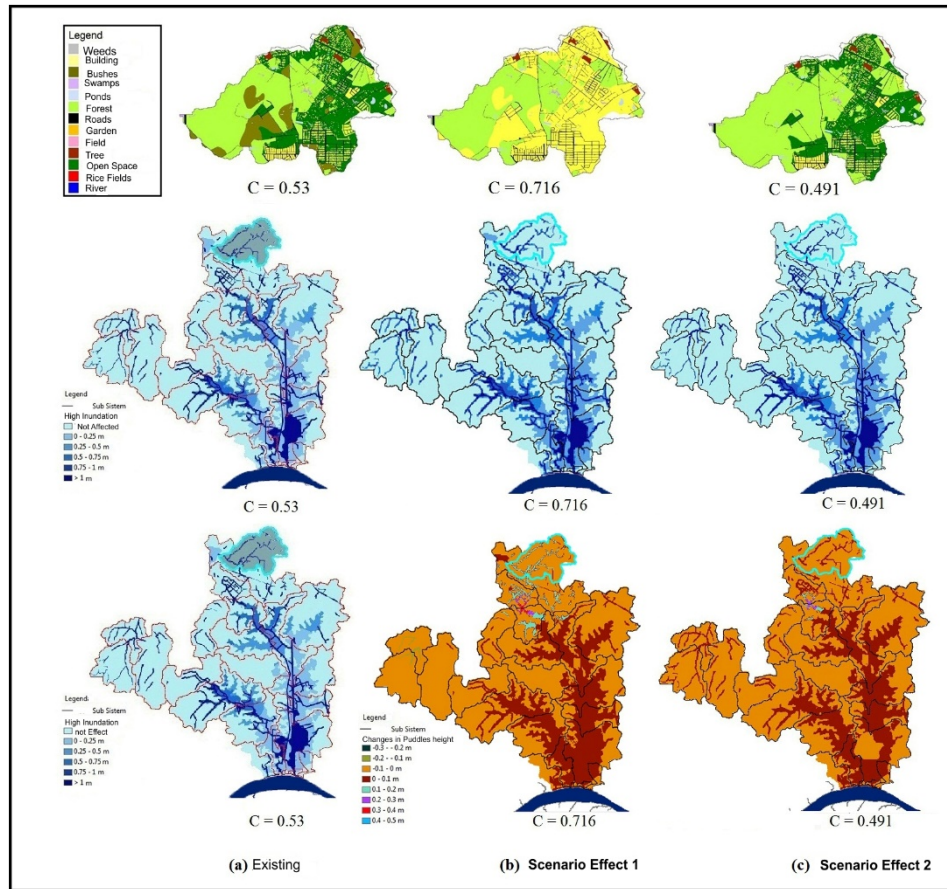 Legend
Weeds
Building
Bushes
Swamps
Ponds
Forest
Roads
Garden
Field
Tree
Open Space
Rice Fields
River
C = 0.53
C = 0.716
C = 0.491
Legend
Sub Sistem
High Inundation
Not Affected
0 - 0.25 m
0.25 - 0.5 m
0.5 - 0.75 m
0.75 - 1 m
> 1 m
C = 0.53
C = 0.716
C = 0.491
Legend
Sub Sistem
High Inundation
not Effect
0 - 0.25 m
0.25 - 0.5 m
0.5 - 0.75 m
0.75 - 1 m
> 1 m
C = 0.53
Legend
Sub Sistem
Changes in Puddles height
-0.3 - -0.2 m
-0.2 - -0.1 m
-0.1 - 0 m
0 - 0.1 m
0.1 - 0.2 m
0.2 - 0.3 m
0.3 - 0.4 m
0.4 - 0.5 m
C = 0.716
C = 0.491
(a) Existing
(b) Scenario Effect 1
(c) Scenario Effect 2